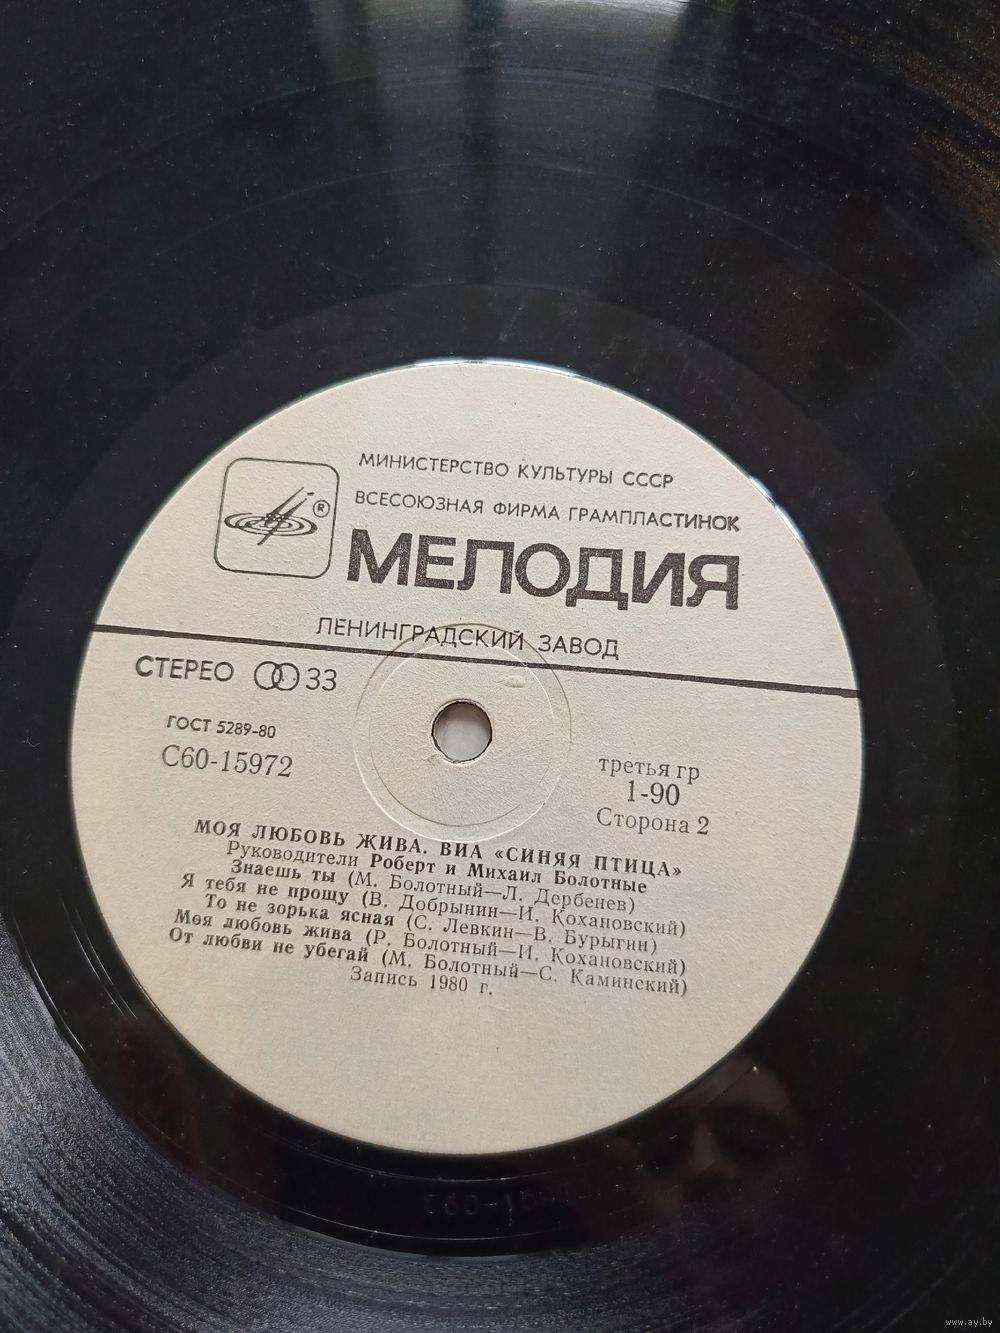 МИНИСТЕРСТВО КУЛЬТУРЫ СССР
ВСЕСОЮЗНАЯ ФИРМА ГРАМПЛАСТИНОК
®
МЕЛОДИЯ
ЛЕНИНГРАДСКИЙ ЗАВОД
СТЕРЕО 33
ГОСТ 5289-80
С60-15972
третья гр
1-90
Сторона 2
МОЯ ЛЮБОВЬ ЖИВА. ВИА «СИНЯЯ ПТИЦА»
Руководители Роберт и Михаил Болотные
Знаешь ты (М. Болотный—Л. Дербенев)
Я тебя не прощу (В. Добрынин—И. Кохановский)
То не зорька ясная (С. Левкин—В. Бурыгин)
Моя любовь жива (Р. Болотный—И. Кохановский)
От любви не убегай (М. Болотный—С. Каминский)
Запись 1980 г.
www.ay.by